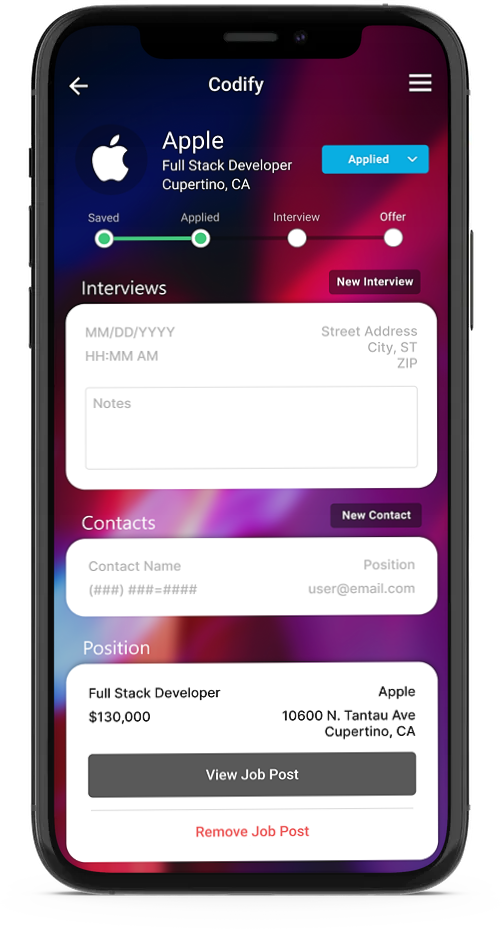 Codify
Apple
Full Stack Developer
Cupertino, CA
Applied
Saved
Applied
Interview
Offer
Interviews
New Interview
MM/DD/YYYY
Street Address
City, ST
ZIP
HH:MM AM
Notes
Contacts
New Contact
Contact Name
Position
(###) ###=####
user@email.com
Position
Full Stack Developer
Apple
$130,000
10600 N. Tantau Ave
Cupertino, CA
View Job Post
Remove Job Post